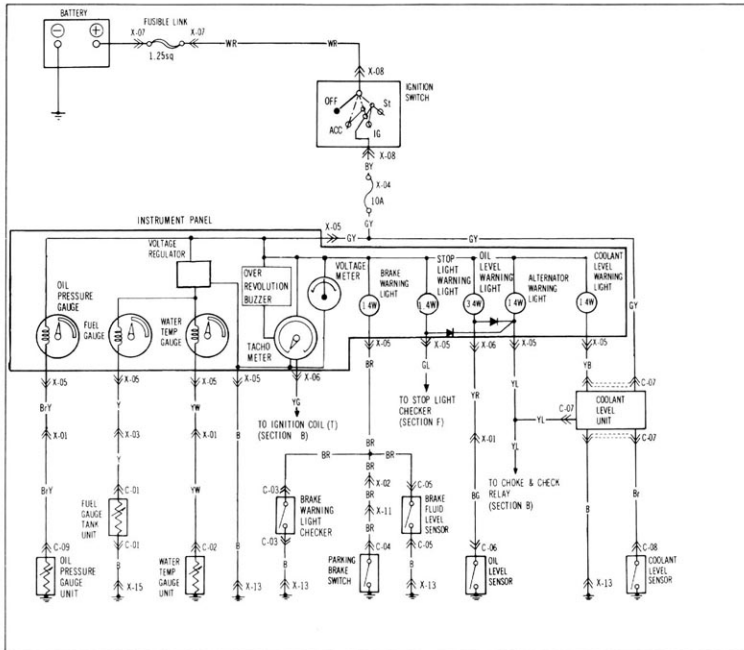 BATTERY
FUSIBLE LINK
X-07
X-07
1.25sq
WR
WR
X-08
IGNITION
SWITCH
OFF
St
ACC
IG
X-08
BY
X-04
10A
GY
INSTRUMENT PANEL
X-05
GY
GY
VOLTAGE
REGULATOR
OIL
PRESSURE
GAUGE
FUEL
GAUGE
WATER
TEMP
GAUGE
OVER
REVOLUTION
BUZZER
TACHO
METER
VOLTAGE
METER
BRAKE
WARNING
LIGHT
STOP
LIGHT WARNING
LIGHT
OIL
LEVEL
WARNING
LIGHT
ALTERNATOR
WARNING
LIGHT
COOLANT
LEVEL
WARNING
LIGHT
1.4W
1.4W
3.4W
1.4W
1.4W
GY
X-05
X-05
X-05
X-05
X-06
X-05
X-05
X-06
X-05
X-05
BrY
Y
YW
B
YG
BR
GL
YR
YL
YB
C-07
TO IGNITION COIL (T)
(SECTION B)
TO STOP LIGHT
CHECKER
(SECTION F)
C-07
YL
YL
COOLANT
LEVEL
UNIT
C-07
X-01
X-03
X-01
X-01
BR
BR
BR
BR
X-02
BR
X-11
BR
TO CHOKE & CHECK
RELAY
(SECTION B)
BrY
Y
YW
C-01
FUEL
GAUGE
TANK
UNIT
C-01
B
C-03
BRAKE
WARNING
LIGHT
CHECKER
C-03
B
C-05
BRAKE
FLUID
LEVEL
SENSOR
C-05
B
BG
B
Br
C-09
OIL
PRESSURE
GAUGE
UNIT
X-15
C-02
WATER
TEMP
GAUGE
UNIT
B
X-13
X-13
C-04
PARKING
BRAKE
SWITCH
X-13
C-06
OIL
LEVEL
SENSOR
X-13
C-08
COOLANT
LEVEL
SENSOR